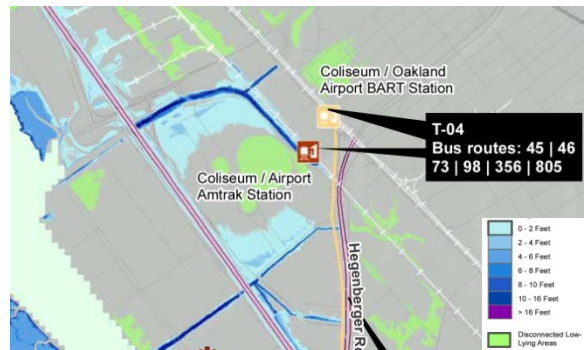 Coliseum / Oakland
Airport BART Station
T-04
Bus routes: 45 | 46
73 | 98 | 356 | 805
Coliseum / Airport
Amtrak Station
Hegenberger R
0 - 2 Feet
2 - 4 Feet
4 - 6 Feet
6 - 8 Feet
8 - 10 Feet
10 - 16 Feet
> 16 Feet
Disconnected Low-
Lying Areas